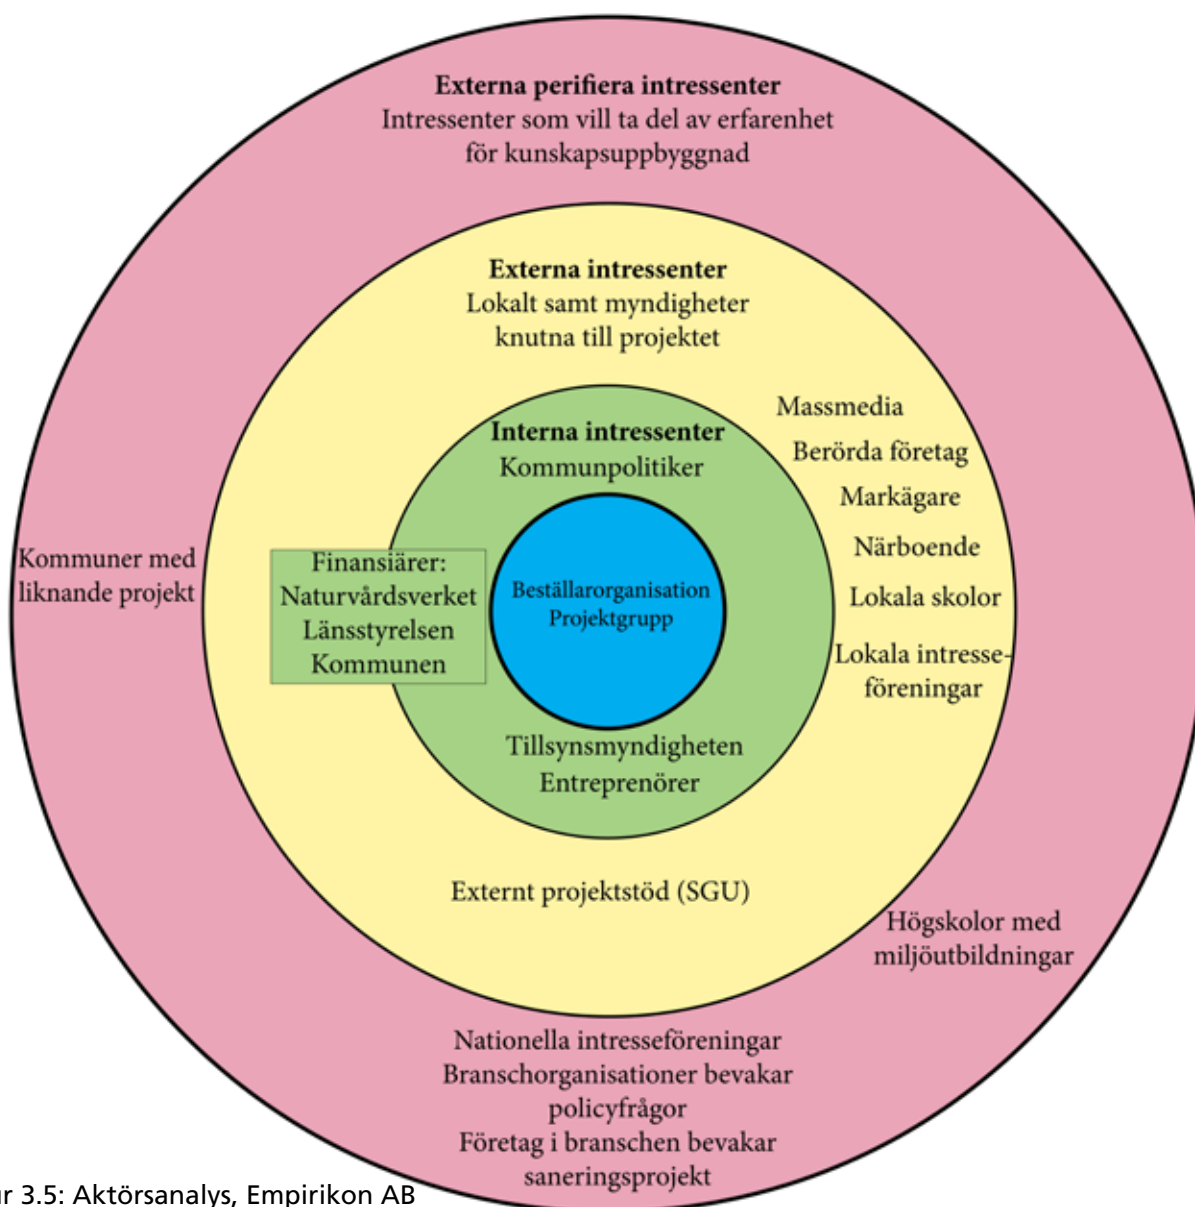 Externa perifiera intressenter
Intressenter som vill ta del av erfarenhet
för kunskapsuppbyggnad
Externa intressenter
Lokalt samt myndigheter
knutna till projektet
Massmedia
Berörda företag
Markägare
Närboende
Lokala skolor
Lokala intresse-
föreningar
Interna intressenter
Kommunpolitiker
Kommuner med
liknande projekt
Finansiärer:
Naturvårdsverket
Länsstyrelsen
Kommunen
Beställarorganisation
Projektgrupp
Tillsynsmyndigheten
Entreprenörer
Externt projektstöd (SGU)
Högskolor med
miljöutbildningar
Nationella intresseföreningar
Branschorganisationer bevakar
policyfrågor
Företag i branschen bevakar
saneringsprojekt
3.5: Aktörsanalys, Empirikon AB